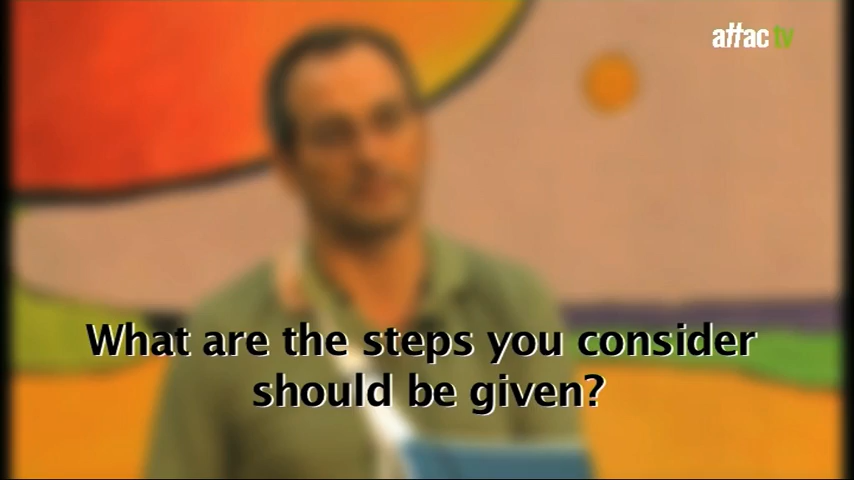 attac tv
What are the steps you consider
should be given?